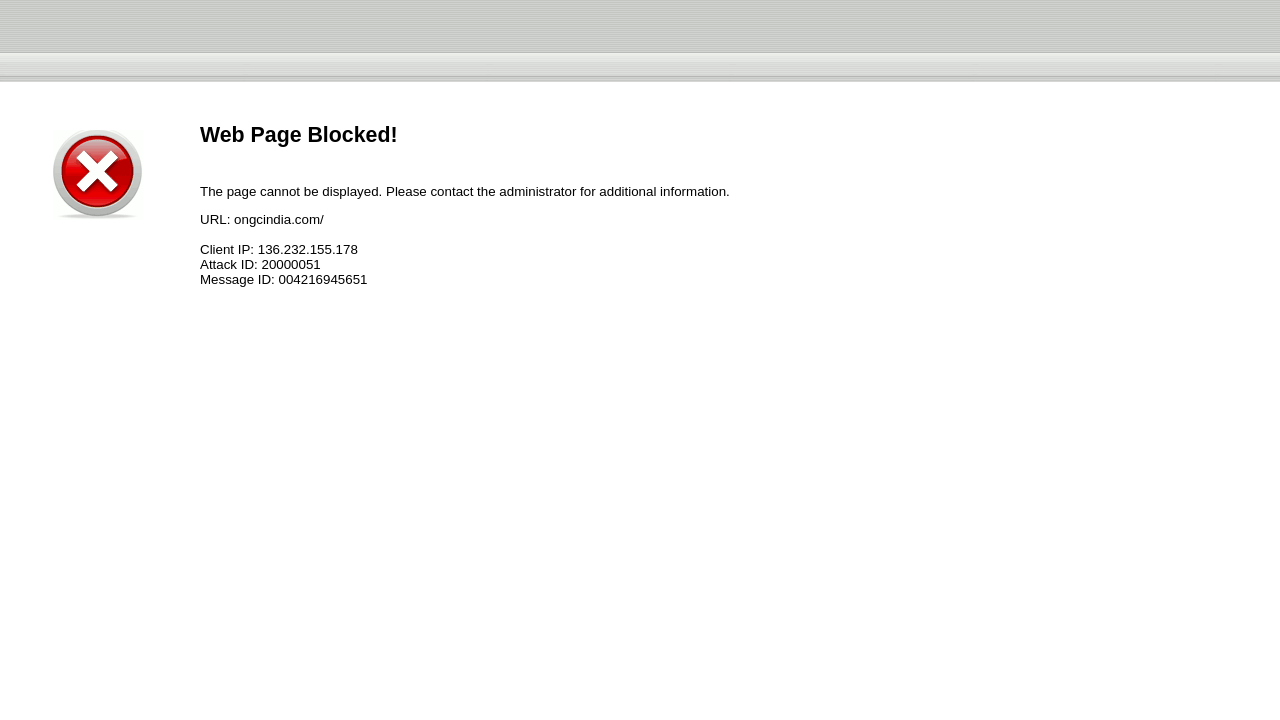 Web Page Blocked!
The page cannot be displayed. Please contact the administrator for additional information.
URL: ongcindia.com/
Client IP: 136.232.155.178
Attack ID: 20000051
Message ID: 004216945651